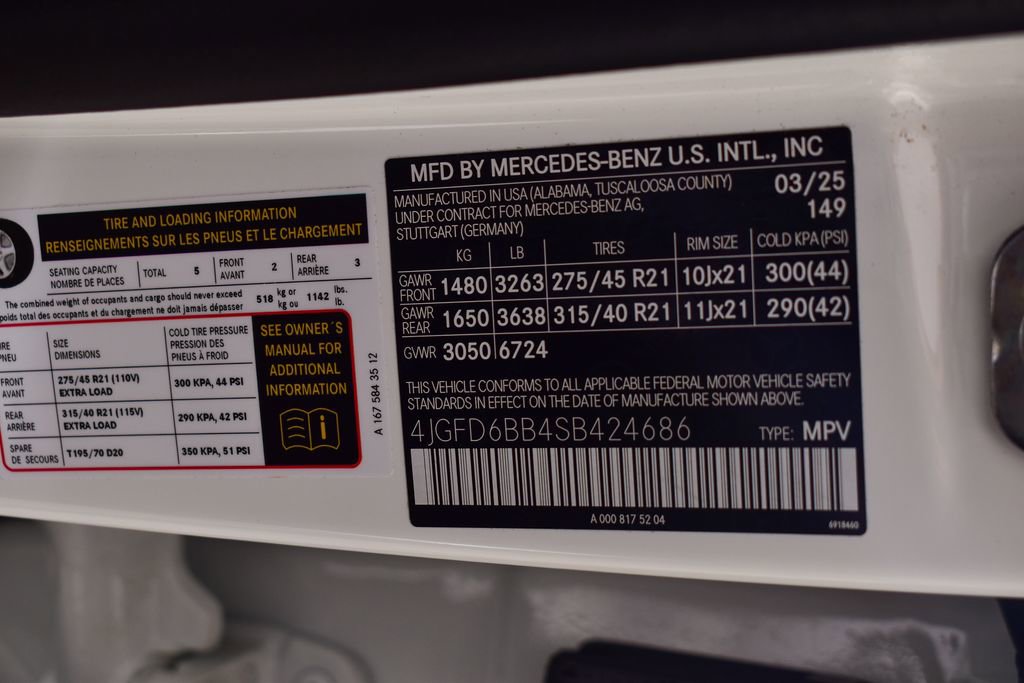 TIRE AND LOADING INFORMATION
RENSEIGNEMENTS SUR LES PNEUS ET LE CHARGEMENT
SEATING CAPACITY
NOMBRE DE PLACES
TOTAL 5
FRONT
AVANT
2
REAR
ARRIÈRE
3
The combined weight of occupants and cargo should never exceed
poids total des occupants et du chargement ne doit jamais dépasser
518 kg or
kg ou
1142 lbs.
lb.
SIZE
DIMENSIONS
COLD TIRE PRESSURE
PRESSION DES
PNEUS À FROID
FRONT
AVANT
275/45 R21 (110V)
EXTRA LOAD
300 KPA, 44 PSI
REAR
ARRIÈRE
315/40 R21 (115V)
EXTRA LOAD
290 KPA, 42 PSI
SPARE
DE SECOURS
T195/70 D20
350 KPA, 51 PSI
SEE OWNER´S
MANUAL FOR
ADDITIONAL
INFORMATION
i
A 167 584 35 12
MFD BY MERCEDES-BENZ U.S. INTL., INC
MANUFACTURED IN USA (ALABAMA, TUSCALOOSA COUNTY)
UNDER CONTRACT FOR MERCEDES-BENZ AG,
STUTTGART (GERMANY)
03/25
149
KG LB TIRES RIM SIZE COLD KPA(PSI)
GAWR
FRONT
1480 3263 275/45 R21 10Jx21 300(44)
GAWR
REAR
1650 3638 315/40 R21 11Jx21 290(42)
GVWR 3050 6724
THIS VEHICLE CONFORMS TO ALL APPLICABLE FEDERAL MOTOR VEHICLE SAFETY
STANDARDS IN EFFECT ON THE DATE OF MANUFACTURE SHOWN ABOVE.
4JGFD6BB4SB424686 TYPE: MPV
A 000 817 52 04
6918460